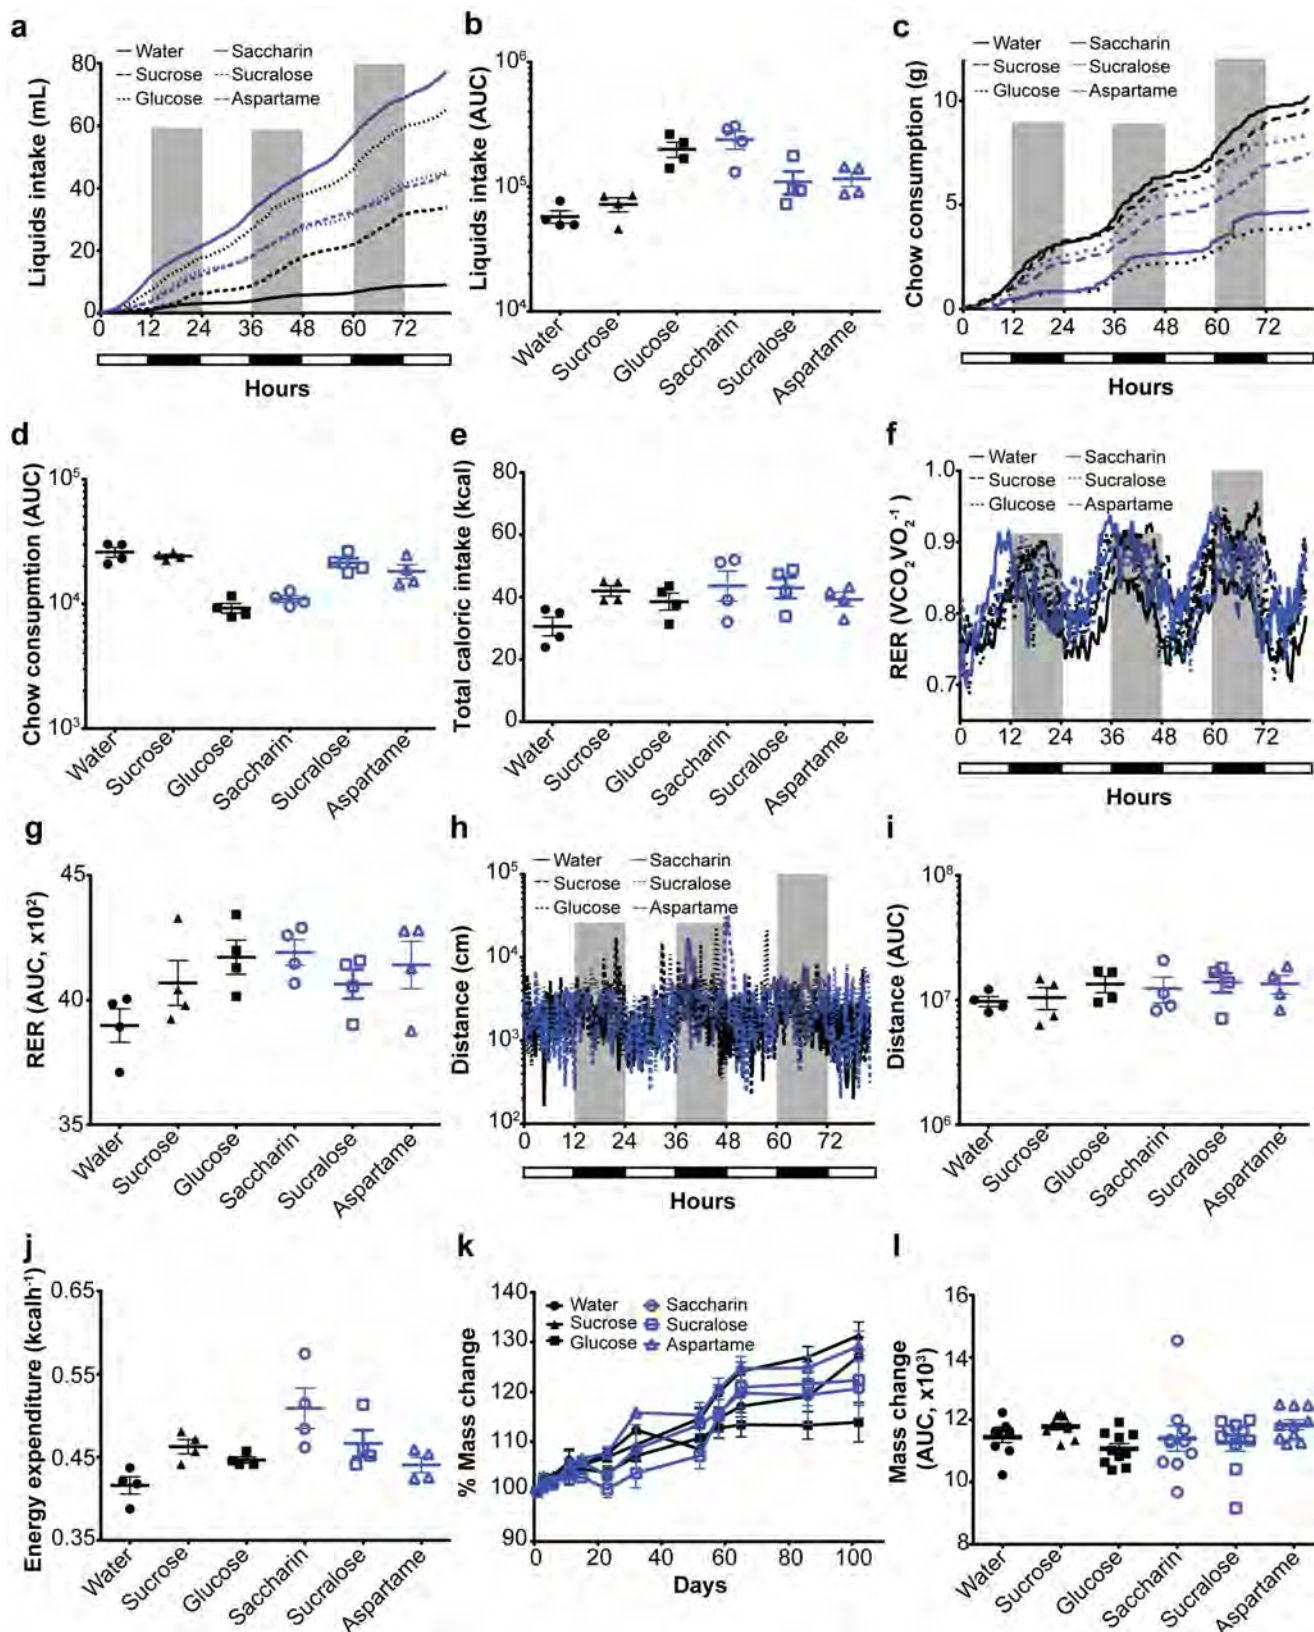 a
Water
Sucrose
Glucose
Saccharin
Sucralose
Aspartame
Liquids intake (mL)
80
60
40
20
0
0 12 24 36 48 60 72
Hours
b
Liquids intake (AUC)
10⁶
10⁵
10⁴
Water Sucrose Glucose Saccharin Sucralose Aspartame
c
Water
Sucrose
Glucose
Saccharin
Sucralose
Aspartame
Chow consumption (g)
10
5
0
0 12 24 36 48 60 72
Hours
d
Chow consupmtion (AUC)
10⁵
10⁴
10³
Water Sucrose Glucose Saccharin Sucralose Aspartame
e
Total caloric intake (kcal)
80
60
40
20
0
Water Sucrose Glucose Saccharin Sucralose Aspartame
f
Water
Sucrose
Glucose
Saccharin
Sucralose
Aspartame
RER (VCO₂VO₂⁻¹)
1.0
0.9
0.8
0.7
0 12 24 36 48 60 72
Hours
g
RER (AUC, x10²)
45
40
35
Water Sucrose Glucose Saccharin Sucralose Aspartame
h
Water
Sucrose
Glucose
Saccharin
Sucralose
Aspartame
Distance (cm)
10⁵
10⁴
10³
10²
0 12 24 36 48 60 72
Hours
i
Distance (AUC)
10⁸
10⁷
10⁶
Water Sucrose Glucose Saccharin Sucralose Aspartame
j
Energy expenditure (kcalh⁻¹)
0.65
0.55
0.45
0.35
Water Sucrose Glucose Saccharin Sucralose Aspartame
k
Water
Sucrose
Glucose
Saccharin
Sucralose
Aspartame
% Mass change
140
130
120
110
100
90
0 20 40 60 80 100
Days
l
Mass change
(AUC, x10³)
16
14
12
10
8
Water Sucrose Glucose Saccharin Sucralose Aspartame